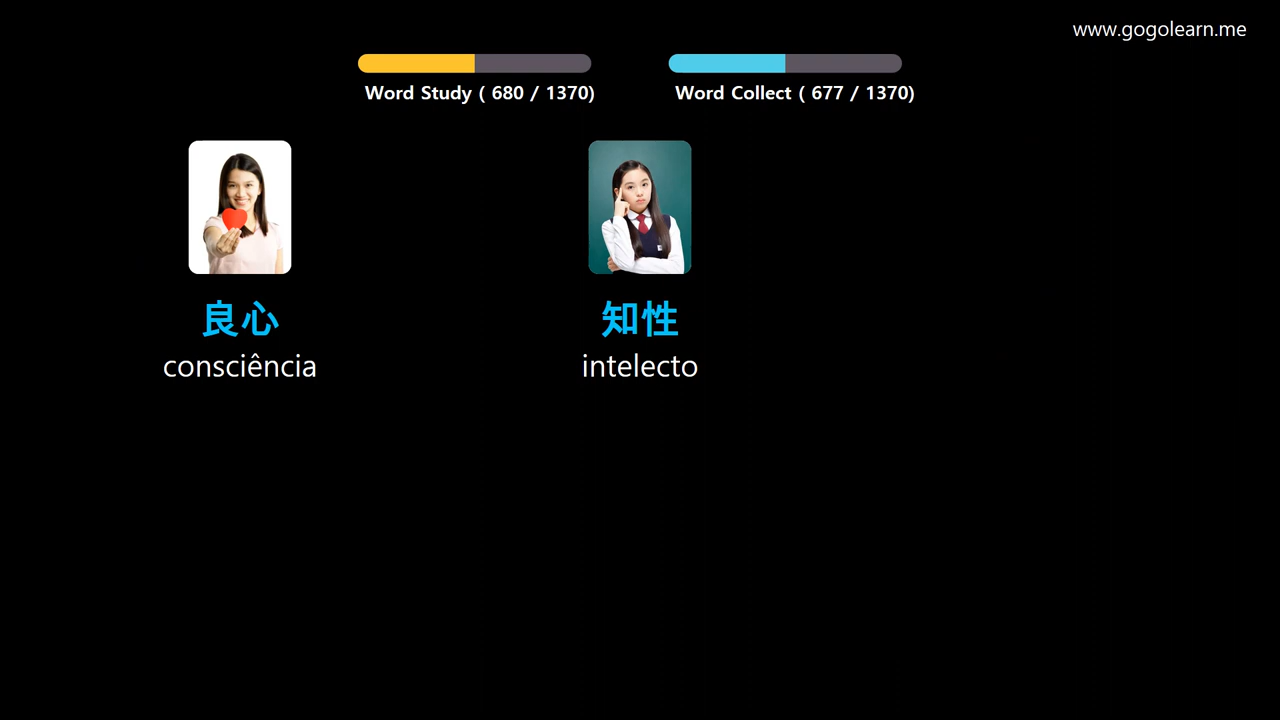 www.gogolearn.me
Word Study ( 680 / 1370)
Word Collect ( 677 / 1370)
良心
consciência
知性
intelecto